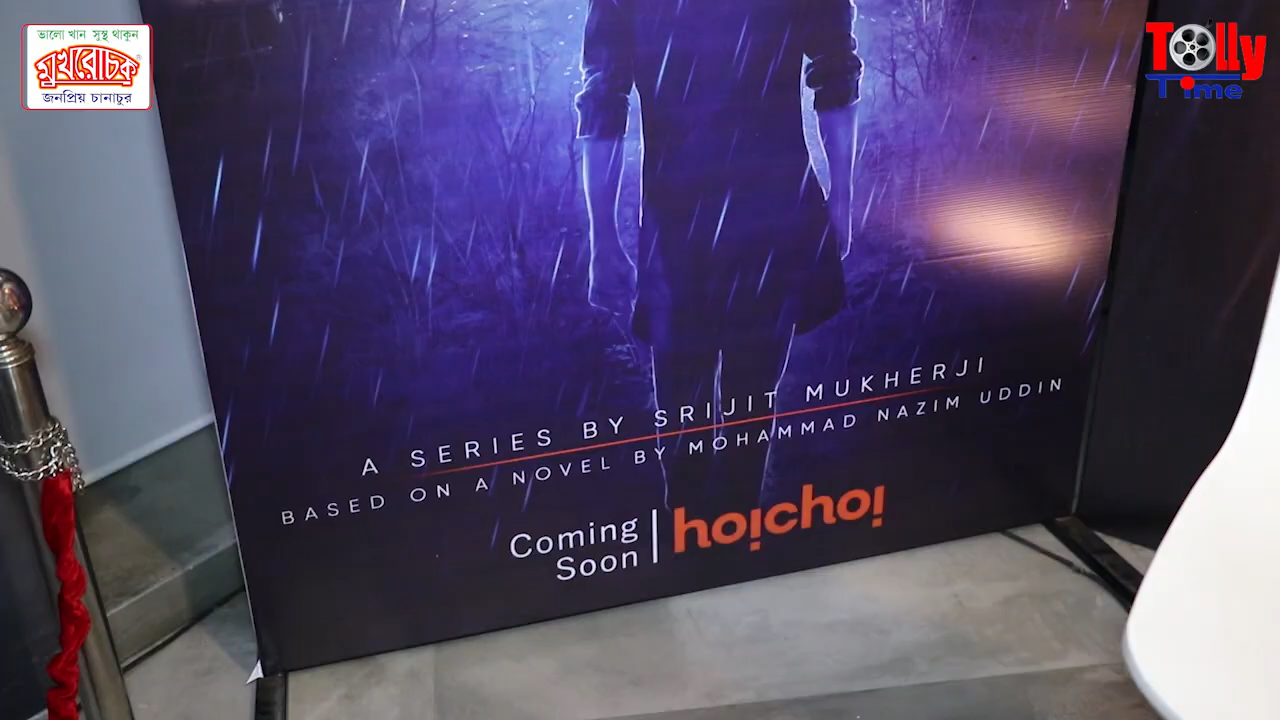 ভালো খান সুস্থ থাকুন
মুখরোচক
জনপ্রিয় চানাচুর
Tolly
Time
A SERIES BY SRIJIT MUKHERJI
BASED ON A NOVEL BY MOHAMMAD NAZIM UDDIN
Coming
Soon
hoichoi